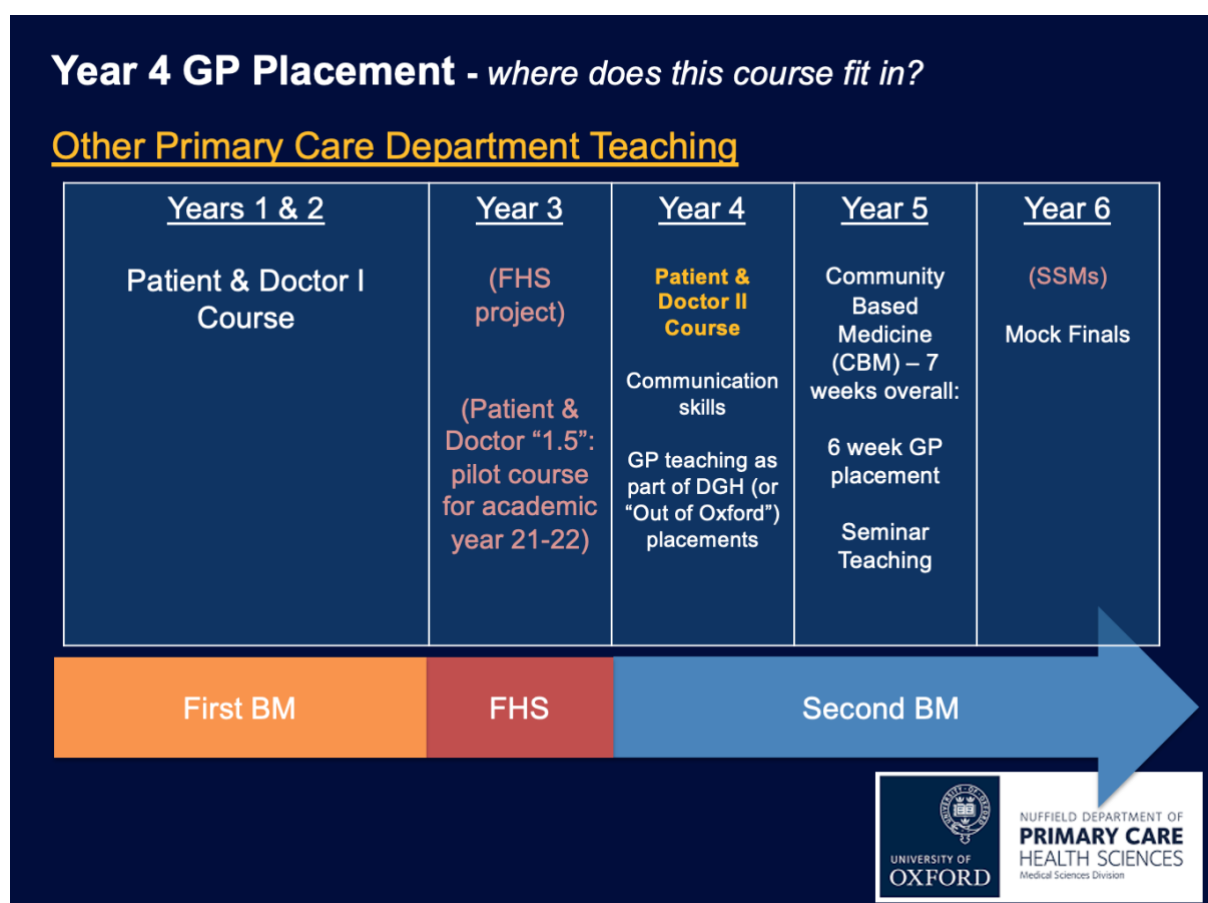 Year 4 GP Placement - where does this course fit in?
Other Primary Care Department Teaching
Years 1 & 2
Patient & Doctor I
Course
Year 3
(FHS
project)
(Patient &
Doctor “1.5”:
pilot course
for academic
year 21-22)
Year 4
Patient &
Doctor II
Course
Communication
skills
GP teaching as
part of DGH (or
“Out of Oxford”)
placements
Year 5
Community
Based
Medicine
(CBM) – 7
weeks overall:
6 week GP
placement
Seminar
Teaching
Year 6
(SSMs)
Mock Finals
First BM
FHS
Second BM
UNIVERSITY OF
OXFORD
NUFFIELD DEPARTMENT OF
PRIMARY CARE
HEALTH SCIENCES
Medical Sciences Division